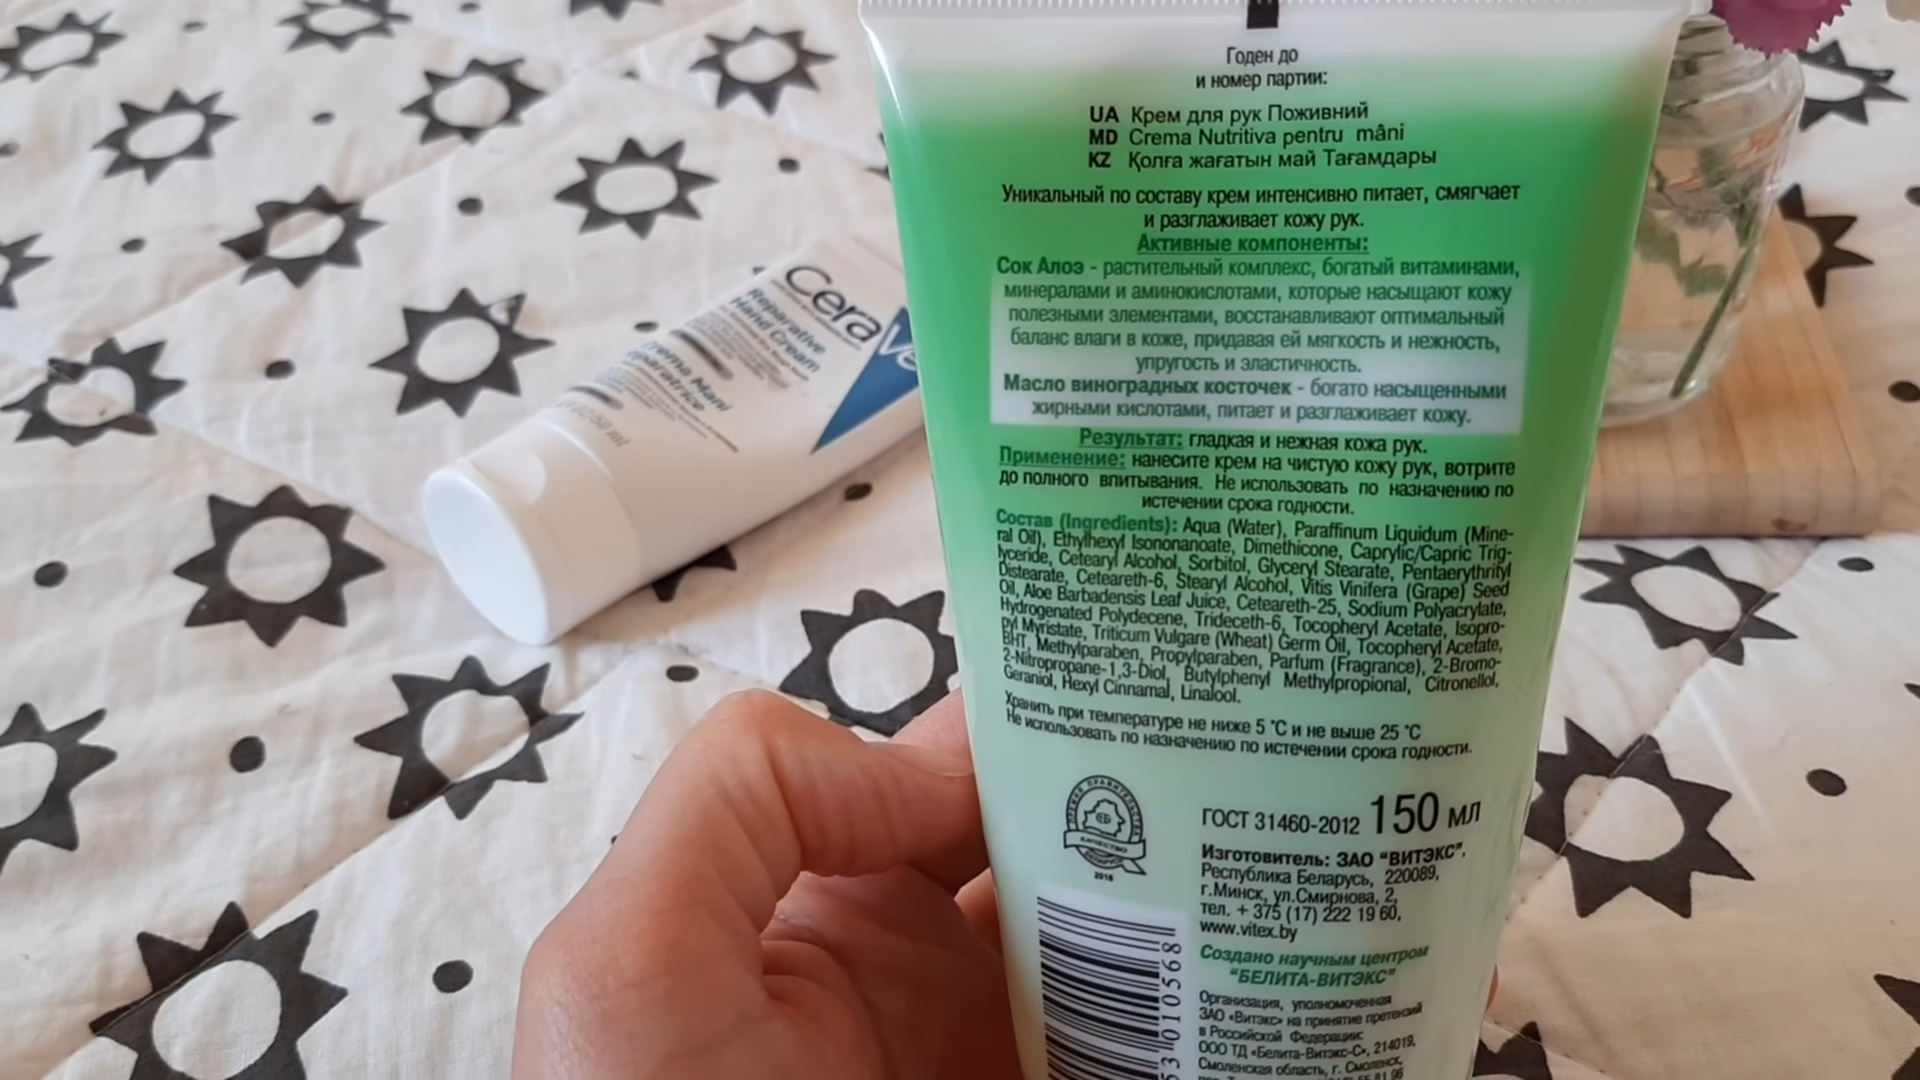 CeraVe
Reparative
Hand Cream
Crema Mani
Годен до
и номер партии:
UA Крем для рук Поживний
MD Crema Nutritiva pentru mâni
KZ Қолға жағатын май Тағамдары
Уникальный по составу крем интенсивно питает, смягчает
и разглаживает кожу рук.
Активные компоненты:
Сок Алоэ - растительный комплекс, богатый витаминами,
минералами и аминокислотами, которые насыщают кожу
полезными элементами, восстанавливают оптимальный
баланс влаги в коже, придавая ей мягкость и нежность,
упругость и эластичность.
Масло виноградных косточек - богато насыщенными
жирными кислотами, питает и разглаживает кожу.
Результат: гладкая и нежная кожа рук.
Применение: нанесите крем на чистую кожу рук, вотрите
до полного впитывания. Не использовать по назначению по
истечении срока годности.
Состав (Ingredients): Aqua (Water), Paraffinum Liquidum (Mine-
ral Oil), Ethylhexyl Isononanoate, Dimethicone, Caprylic/Capric Trig-
lyceride, Cetearyl Alcohol, Sorbitol, Glyceryl Stearate, Pentaerythrityl
Distearate, Ceteareth-6, Stearyl Alcohol, Vitis Vinifera (Grape) Seed
Oil, Aloe Barbadensis Leaf Juice, Ceteareth-25, Sodium Polyacrylate,
Hydrogenated Polydecene, Trideceth-6, Tocopheryl Acetate, Isopro-
pyl Myristate, Triticum Vulgare (Wheat) Germ Oil, Tocopheryl Acetate,
BHT, Methylparaben, Propylparaben, Parfum (Fragrance), 2-Bromo-
2-Nitropropane-1,3-Diol, Butylphenyl Methylpropional, Citronellol,
Geraniol, Hexyl Cinnamal, Linalool.
Хранить при температуре не ниже 5 °C и не выше 25 °C
Не использовать по назначению по истечении срока годности.
КАЧЕСТВО
2016
ГОСТ 31460-2012 150 мл
Изготовитель: ЗАО "ВИТЭКС",
Республика Беларусь, 220089,
г.Минск, ул.Смирнова, 2,
тел. + 375 (17) 222 19 60,
www.vitex.by
Создано научным центром
"БЕЛИТА-ВИТЭКС"
Организация, уполномоченная
ЗАО «Витэкс» на принятие претензий
в Российской Федерации:
ООО ТД «Белита-Витэкс-С», 214019,
Смоленская область, г. Смоленск,
53 010568